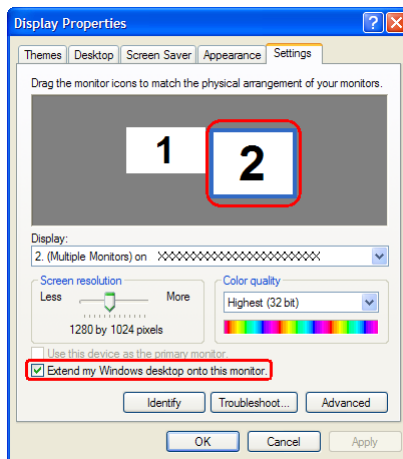 Display Properties
Themes Desktop Screen Saver Appearance Settings
Drag the monitor icons to match the physical arrangement of your monitors.
1 2
Display:
2. (Multiple Monitors) on XXXXXXXXXXXXXXXXXXXXXXX
Screen resolution Color quality
Less More Highest (32 bit)
1280 by 1024 pixels
Use this device as the primary monitor.
Extend my Windows desktop onto this monitor.
Identify Troubleshoot... Advanced
OK Cancel Apply